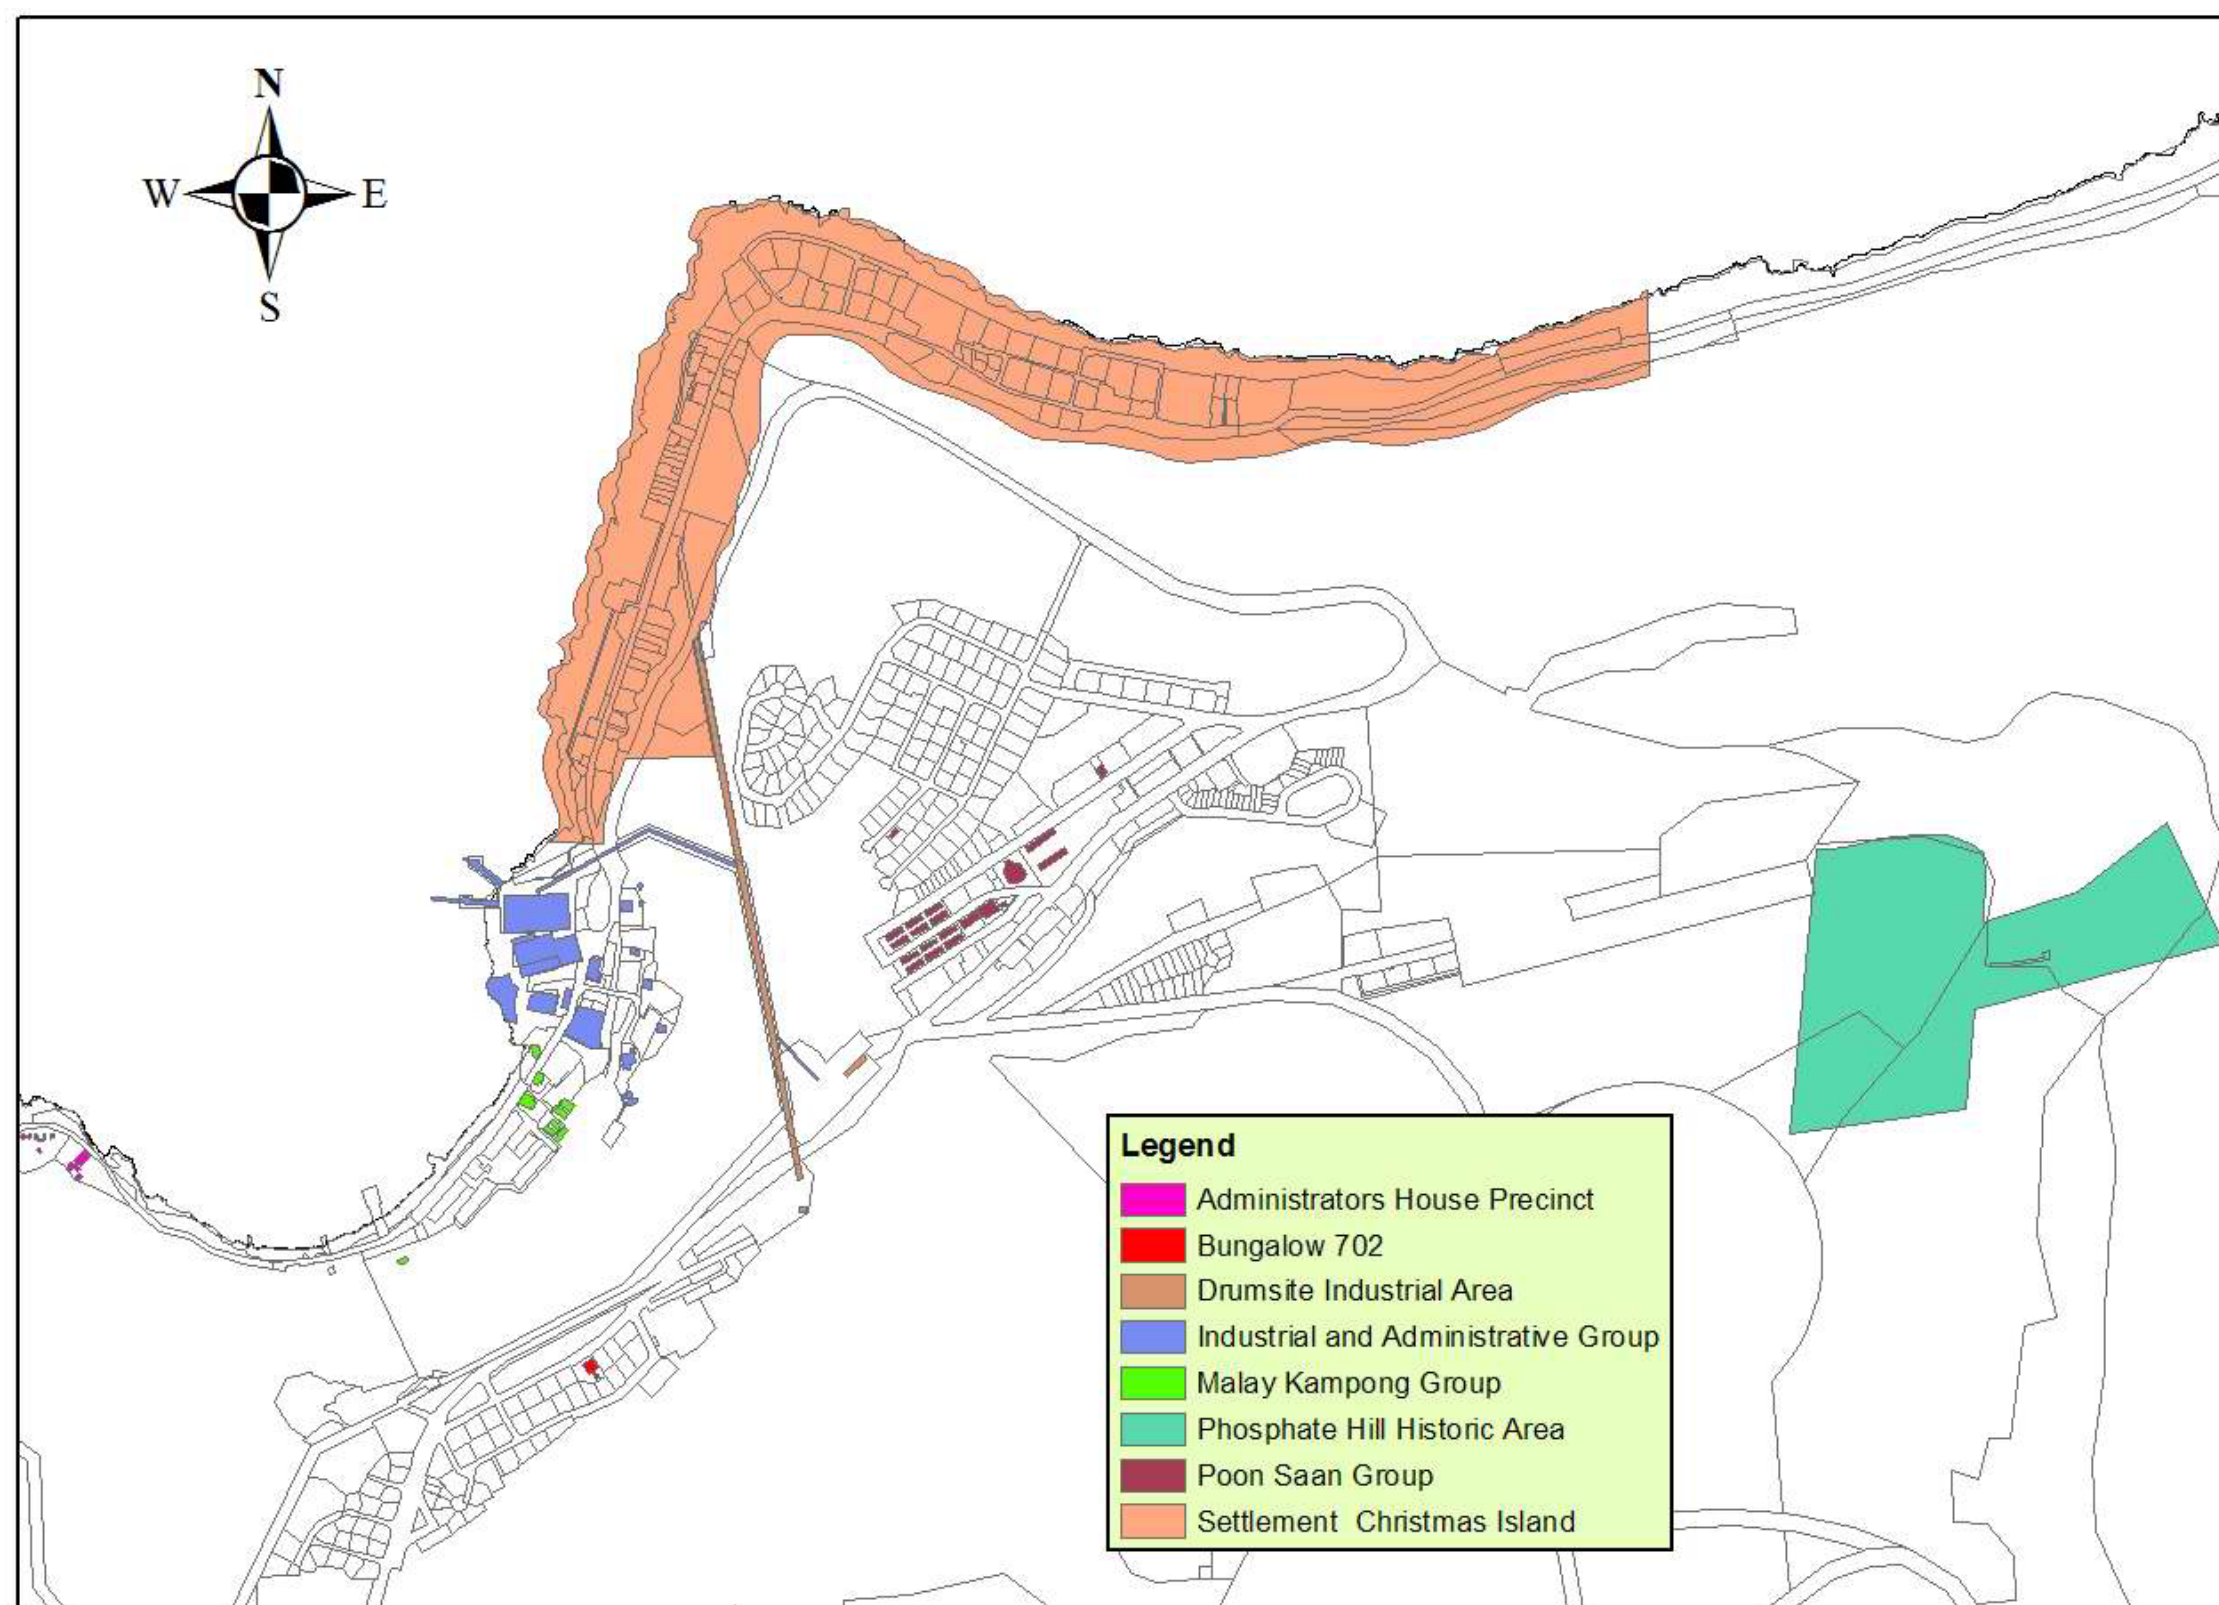 N
W E
S
Legend
Administrators House Precinct
Bungalow 702
Drumsite Industrial Area
Industrial and Administrative Group
Malay Kampong Group
Phosphate Hill Historic Area
Poon Saan Group
Settlement  Christmas Island